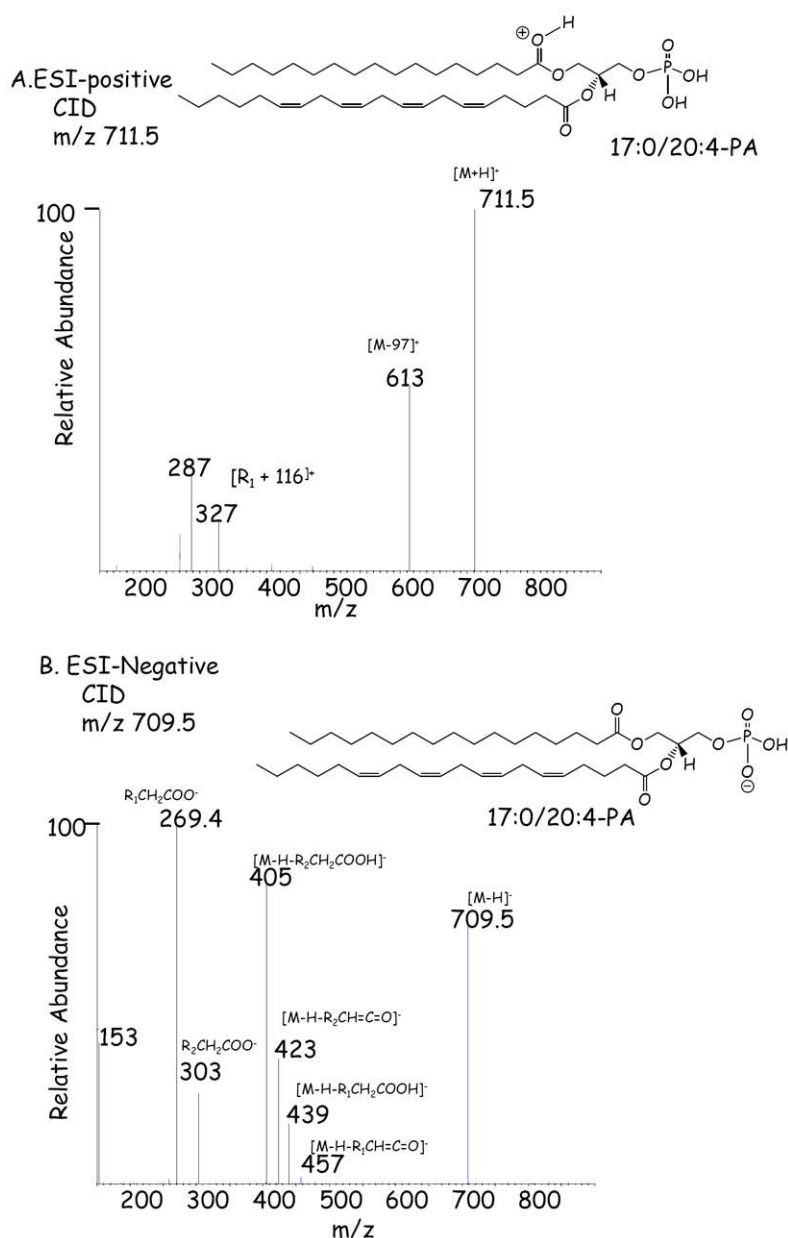 A.ESI-positive
CID
m/z 711.5
⊕
O
H
O
O
O
H
O
O
P
OH
OH
17:0/20:4-PA
[M+H]⁺
100
711.5
Relative Abundance
[M-97]⁺
613
287
[R₁ + 116]⁺
327
200 300 400 500 600 700 800
m/z
B. ESI-Negative
CID
m/z 709.5
O
O
O
O
H
O
O
P
OH
O
⊖
17:0/20:4-PA
R₁CH₂COO⁻
269.4
100
[M-H-R₂CH₂COOH]⁻
405
[M-H]⁻
709.5
Relative Abundance
153
R₂CH₂COO⁻
303
[M-H-R₂CH=C=O]⁻
423
[M-H-R₁CH₂COOH]⁻
439
[M-H-R₁CH=C=O]⁻
457
200 300 400 500 600 700 800
m/z